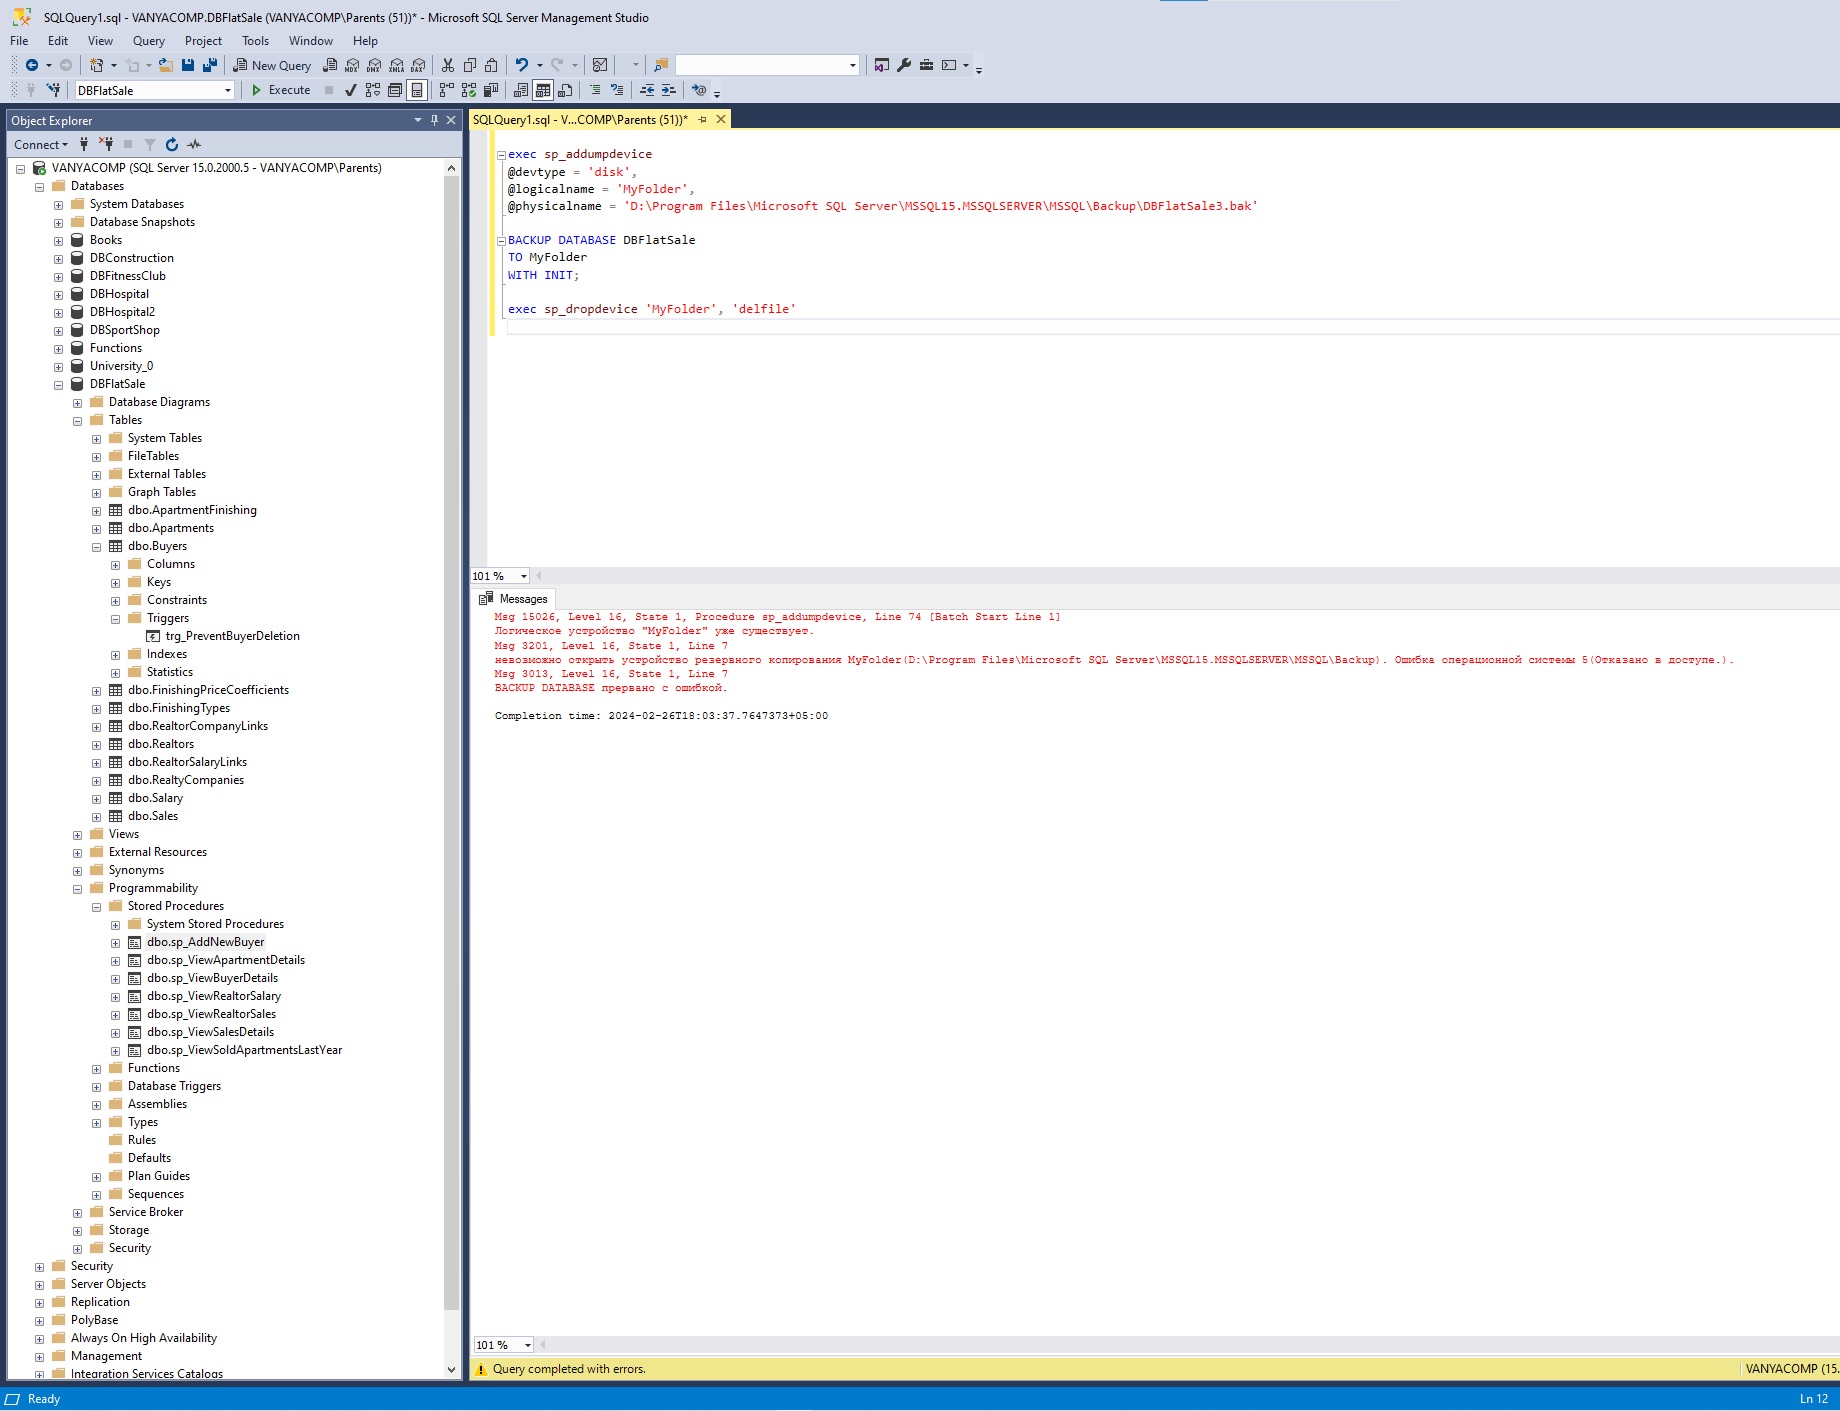 SQLQuery1.sql - VANYACOMP.DBFlatSale (VANYACOMP\Parents (51))* - Microsoft SQL Server Management Studio
File Edit View Query Project Tools Window Help
New Query
DBFlatSale Execute
Object Explorer
Connect
VANYACOMP (SQL Server 15.0.2000.5 - VANYACOMP\Parents)
Databases
System Databases
Database Snapshots
Books
DBConstruction
DBFitnessClub
DBHospital
DBHospital2
DBSportShop
Functions
University_0
DBFlatSale
Database Diagrams
Tables
System Tables
FileTables
External Tables
Graph Tables
dbo.ApartmentFinishing
dbo.Apartments
dbo.Buyers
Columns
Keys
Constraints
Triggers
trg_PreventBuyerDeletion
Indexes
Statistics
dbo.FinishingPriceCoefficients
dbo.FinishingTypes
dbo.RealtorCompanyLinks
dbo.Realtors
dbo.RealtorSalaryLinks
dbo.RealtyCompanies
dbo.Salary
dbo.Sales
Views
External Resources
Synonyms
Programmability
Stored Procedures
System Stored Procedures
dbo.sp_AddNewBuyer
dbo.sp_ViewApartmentDetails
dbo.sp_ViewBuyerDetails
dbo.sp_ViewRealtorSalary
dbo.sp_ViewRealtorSales
dbo.sp_ViewSalesDetails
dbo.sp_ViewSoldApartmentsLastYear
Functions
Database Triggers
Assemblies
Types
Rules
Defaults
Plan Guides
Sequences
Service Broker
Storage
Security
Security
Server Objects
Replication
PolyBase
Always On High Availability
Management
Integration Services Catalogs
SQLQuery1.sql - V...COMP\Parents (51))*
exec sp_addumpdevice
@devtype = 'disk',
@logicalname = 'MyFolder',
@physicalname = 'D:\Program Files\Microsoft SQL Server\MSSQL15.MSSQLSERVER\MSSQL\Backup\DBFlatSale3.bak'
BACKUP DATABASE DBFlatSale
TO MyFolder
WITH INIT;
exec sp_dropdevice 'MyFolder', 'delfile'
101 %
Messages
Msg 15026, Level 16, State 1, Procedure sp_addumpdevice, Line 74 [Batch Start Line 1]
Логическое устройство "MyFolder" уже существует.
Msg 3201, Level 16, State 1, Line 7
невозможно открыть устройство резервного копирования MyFolder(D:\Program Files\Microsoft SQL Server\MSSQL15.MSSQLSERVER\MSSQL\Backup). Ошибка операционной системы 5(Отказано в доступе.).
Msg 3013, Level 16, State 1, Line 7
BACKUP DATABASE прервано с ошибкой.
Completion time: 2024-02-26T18:03:37.7647373+05:00
101 %
Query completed with errors. VANYACOMP (15.
Ready Ln 12